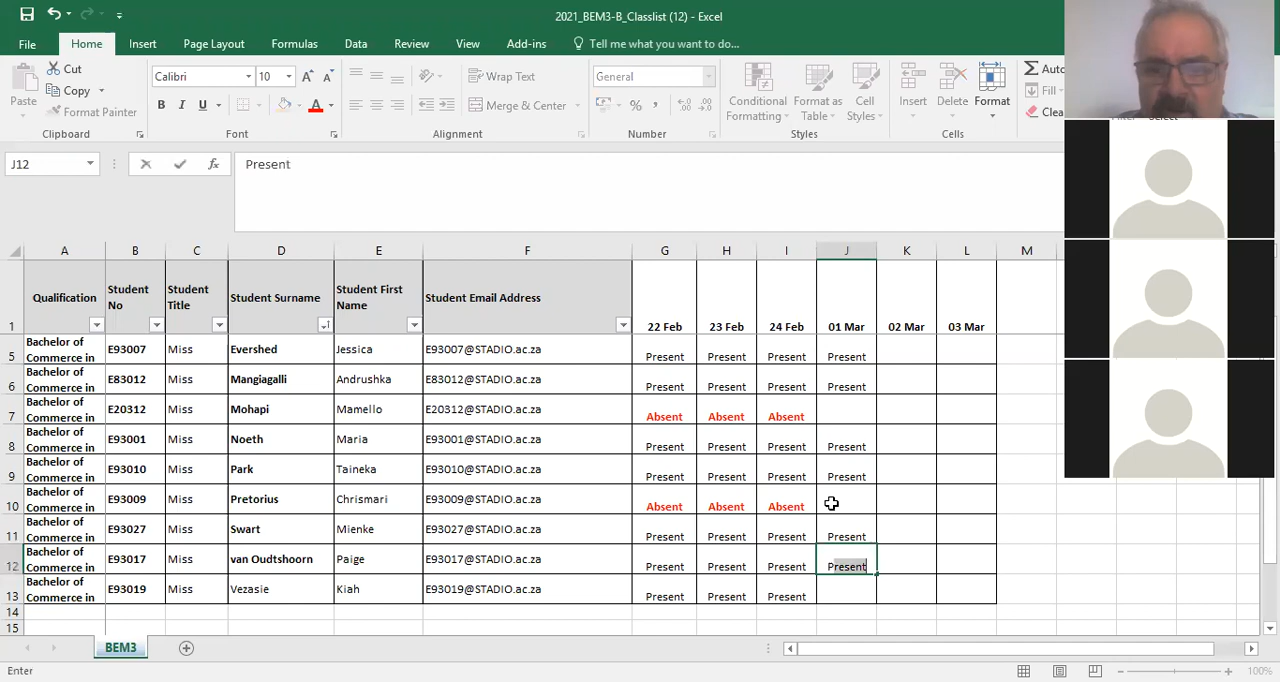 2021_BEM3-B_Classlist (12) - Excel
File Home Insert Page Layout Formulas Data Review View Add-ins Tell me what you want to do...
Cut
Copy
Format Painter
Paste
Clipboard
Calibri 10
B I U
Font
Wrap Text
Merge & Center
Alignment
General
Number
Conditional Formatting
Format as Table
Cell Styles
Styles
Insert Delete Format
Cells
Auto
Fill
Clea
J12 fx Present
A B C D E F G H I J K L M
1 Qualification Student No Student Title Student Surname Student First Name Student Email Address 22 Feb 23 Feb 24 Feb 01 Mar 02 Mar 03 Mar
5 Bachelor of Commerce in E93007 Miss Evershed Jessica E93007@STADIO.ac.za Present Present Present Present
6 Bachelor of Commerce in E83012 Miss Mangiagalli Andrushka E83012@STADIO.ac.za Present Present Present Present
7 Bachelor of Commerce in E20312 Miss Mohapi Mamello E20312@STADIO.ac.za Absent Absent Absent
8 Bachelor of Commerce in E93001 Miss Noeth Maria E93001@STADIO.ac.za Present Present Present Present
9 Bachelor of Commerce in E93010 Miss Park Taineka E93010@STADIO.ac.za Present Present Present Present
10 Bachelor of Commerce in E93009 Miss Pretorius Chrismari E93009@STADIO.ac.za Absent Absent Absent
11 Bachelor of Commerce in E93027 Miss Swart Mienke E93027@STADIO.ac.za Present Present Present Present
12 Bachelor of Commerce in E93017 Miss van Oudtshoorn Paige E93017@STADIO.ac.za Present Present Present Present
13 Bachelor of Commerce in E93019 Miss Vezasie Kiah E93019@STADIO.ac.za Present Present Present
14
15
BEM3
Enter
100%